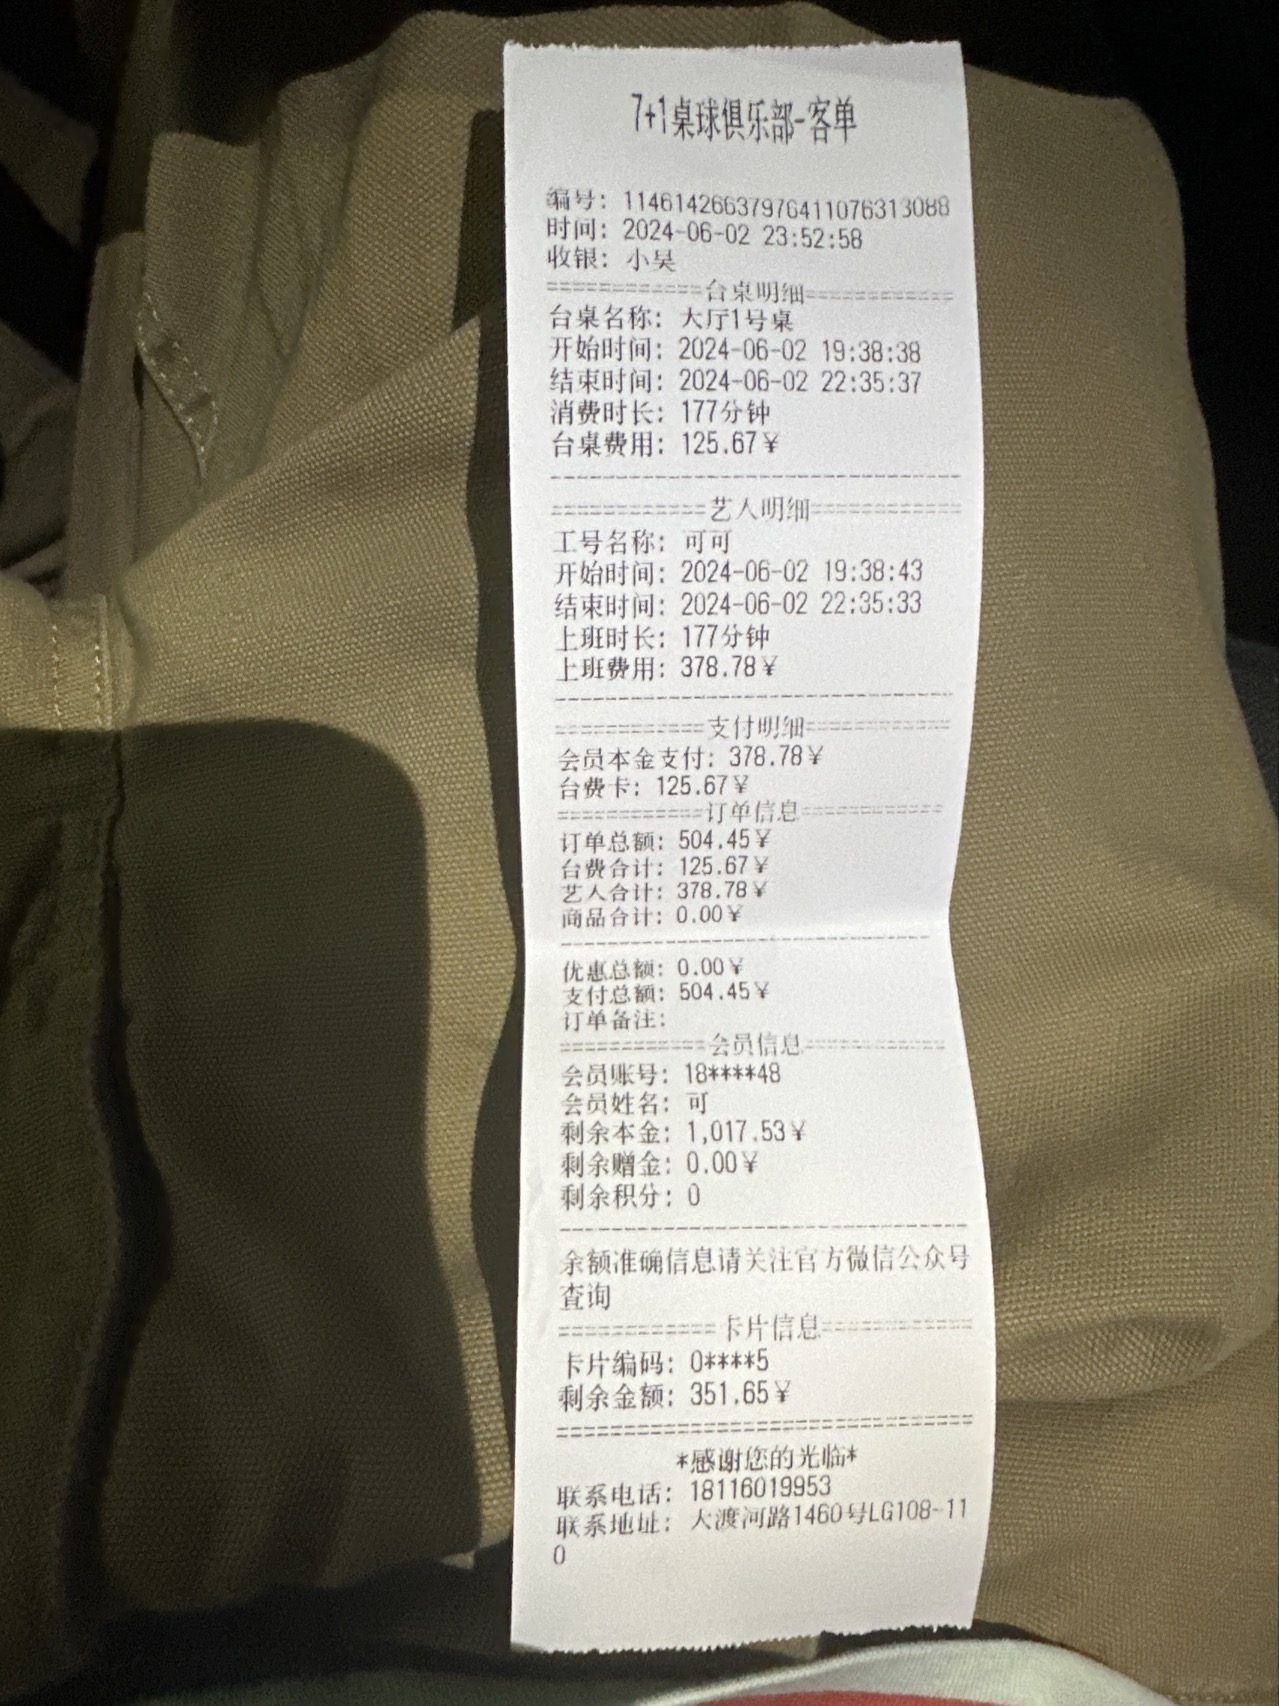 7+1桌球俱乐部-客单
编号: 1146142663797641107631​3088
时间: 2024-06-02 23:52:58
收银: 小吴
============台桌明细============
台桌名称: 大厅1号桌
开始时间: 2024-06-02 19:38:38
结束时间: 2024-06-02 22:35:37
消费时长: 177分钟
台桌费用: 125.67¥
--------------------------------
============艺人明细============
工号名称: 可可
开始时间: 2024-06-02 19:38:43
结束时间: 2024-06-02 22:35:33
上班时长: 177分钟
上班费用: 378.78¥
--------------------------------
============支付明细============
会员本金支付: 378.78¥
台费卡: 125.67¥
============订单信息============
订单总额: 504.45¥
台费合计: 125.67¥
艺人合计: 378.78¥
商品合计: 0.00¥
--------------------------------
优惠总额: 0.00¥
支付总额: 504.45¥
订单备注:
============会员信息============
会员账号: 18****48
会员姓名: 可
剩余本金: 1,017.53¥
剩余赠金: 0.00¥
剩余积分: 0
--------------------------------
余额准确信息请关注官方微信公众号
查询
============卡片信息============
卡片编码: 0****5
剩余金额: 351.65¥
================================
*感谢您的光临*
联系电话: 18116019953
联系地址: 大渡河路1460号LG108-11
0